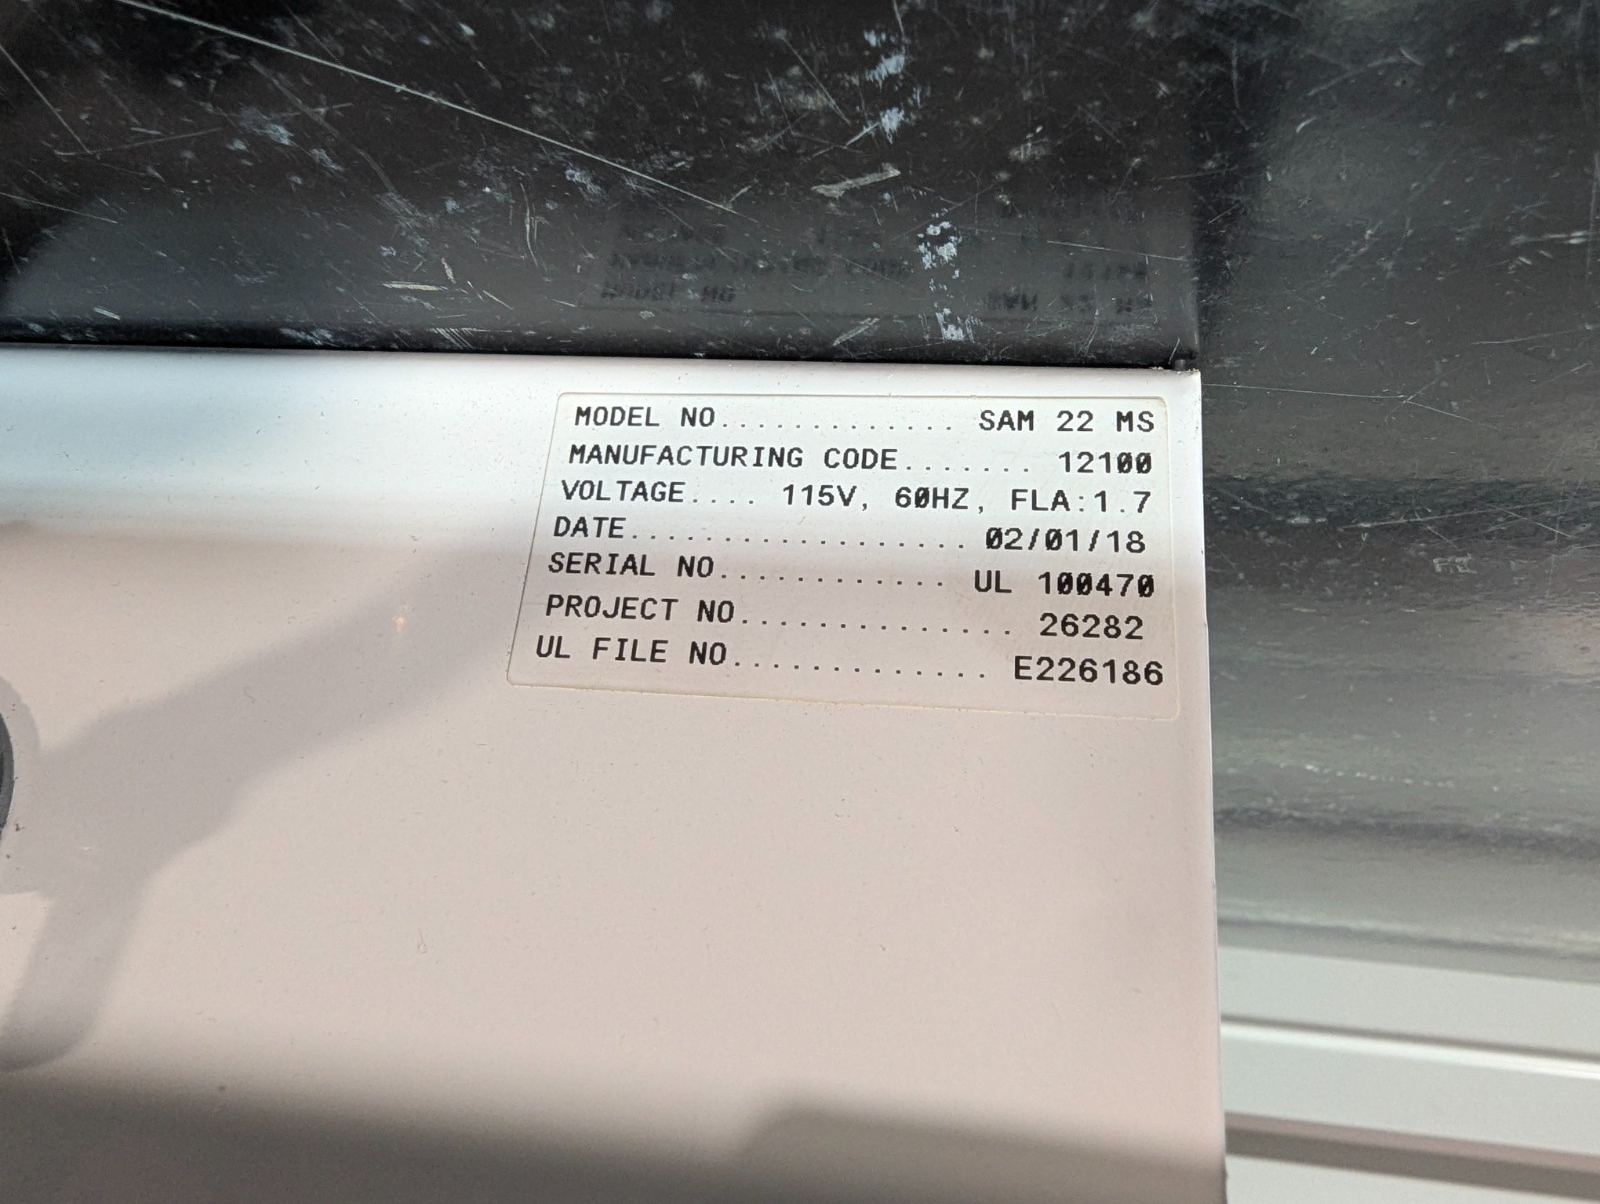 MODEL NO............. SAM 22 MS
MANUFACTURING CODE....... 12100
VOLTAGE.... 115V, 60HZ, FLA:1.7
DATE.................. 02/01/18
SERIAL NO............ UL 100470
PROJECT NO............... 26282
UL FILE NO.............. E226186